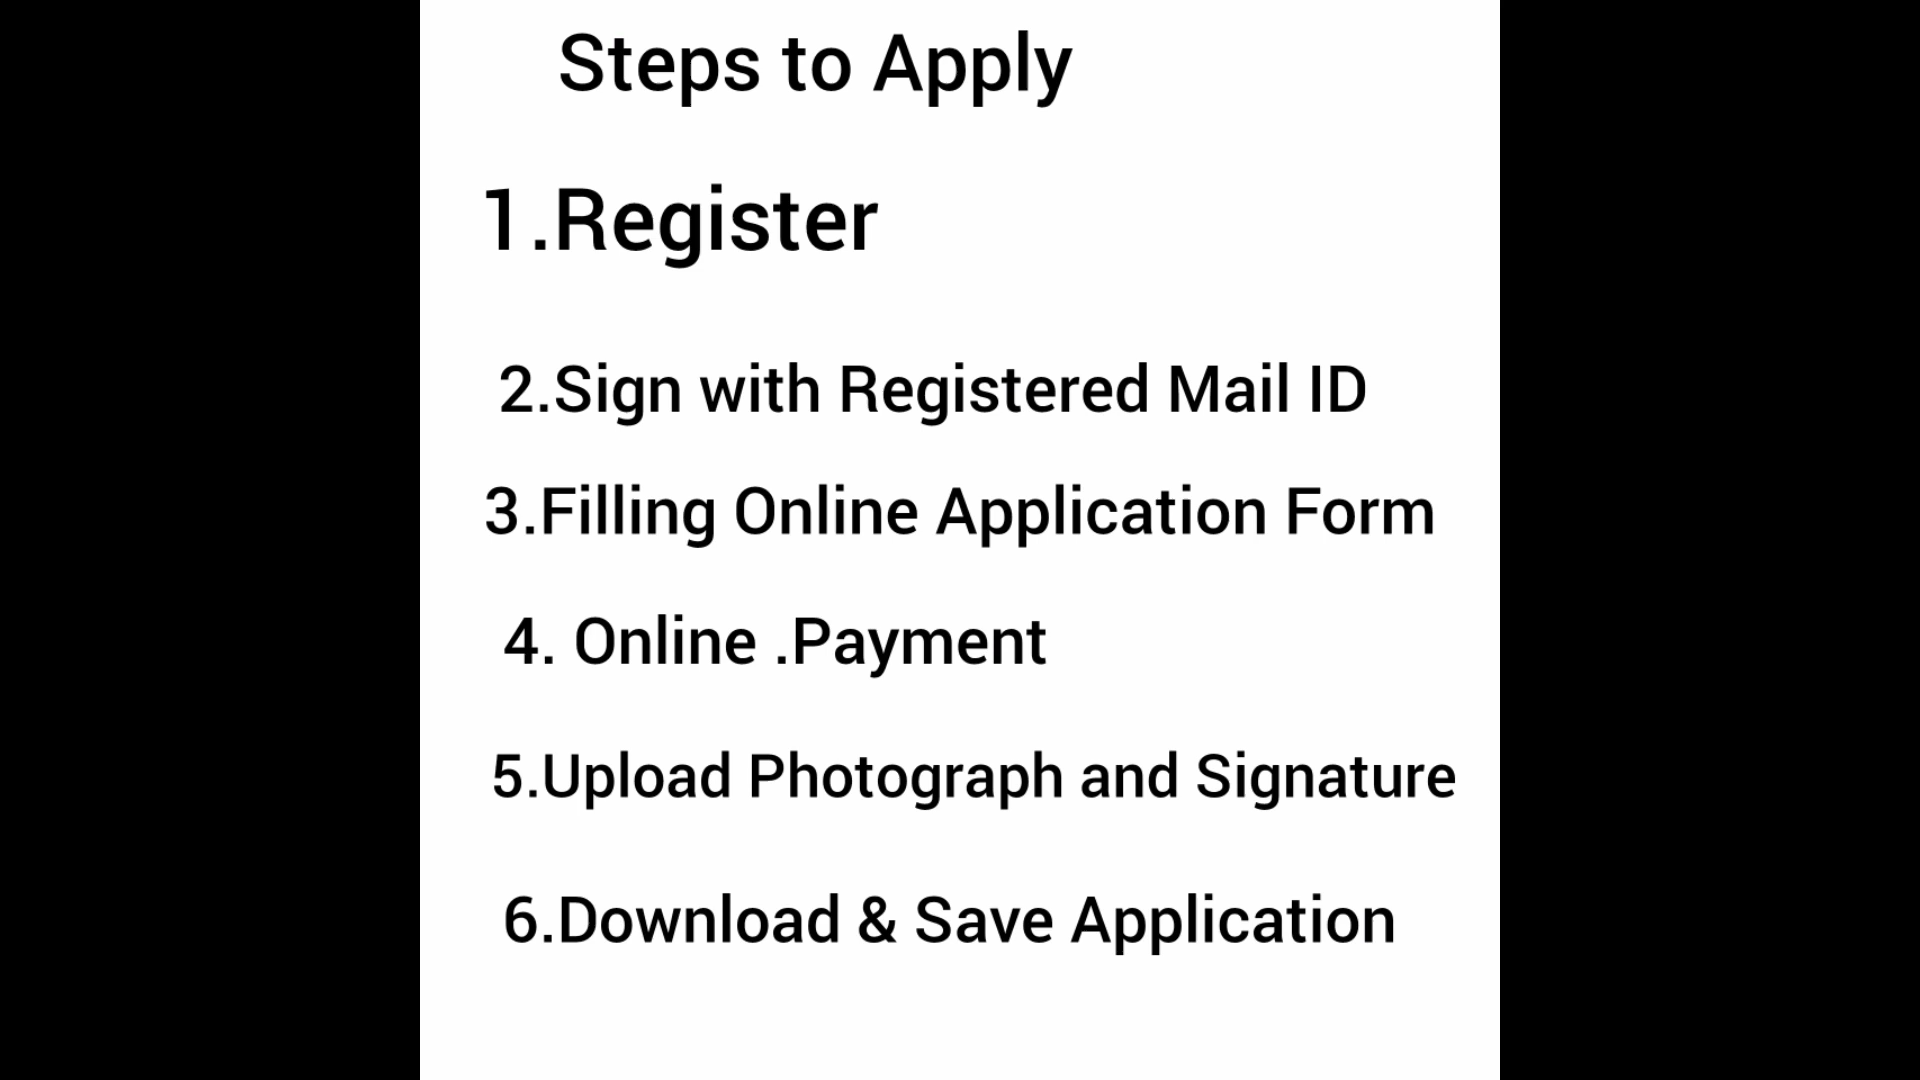 Steps to Apply
1.Register
2.Sign with Registered Mail ID
3.Filling Online Application Form
4. Online .Payment
5.Upload Photograph and Signature
6.Download & Save Application